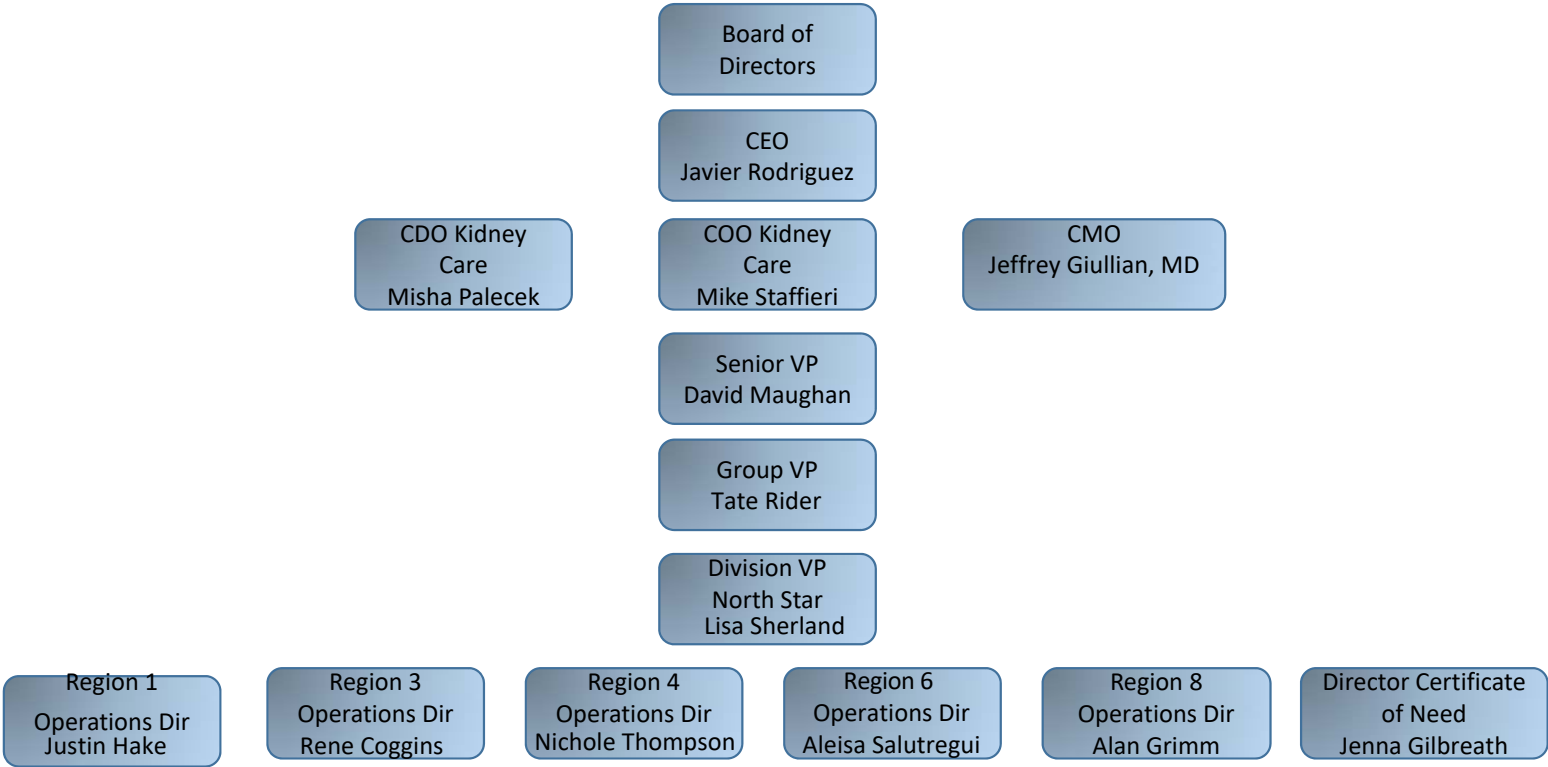 Board of
Directors
CEO
Javier Rodriguez
CDO Kidney
Care
Misha Palecek
COO Kidney
Care
Mike Staffieri
CMO
Jeffrey Giullian, MD
Senior VP
David Maughan
Group VP
Tate Rider
Division VP
North Star
Lisa Sherland
Region 1
Operations Dir
Justin Hake
Region 3
Operations Dir
Rene Coggins
Region 4
Operations Dir
Nichole Thompson
Region 6
Operations Dir
Aleisa Salutregui
Region 8
Operations Dir
Alan Grimm
Director Certificate
of Need
Jenna Gilbreath